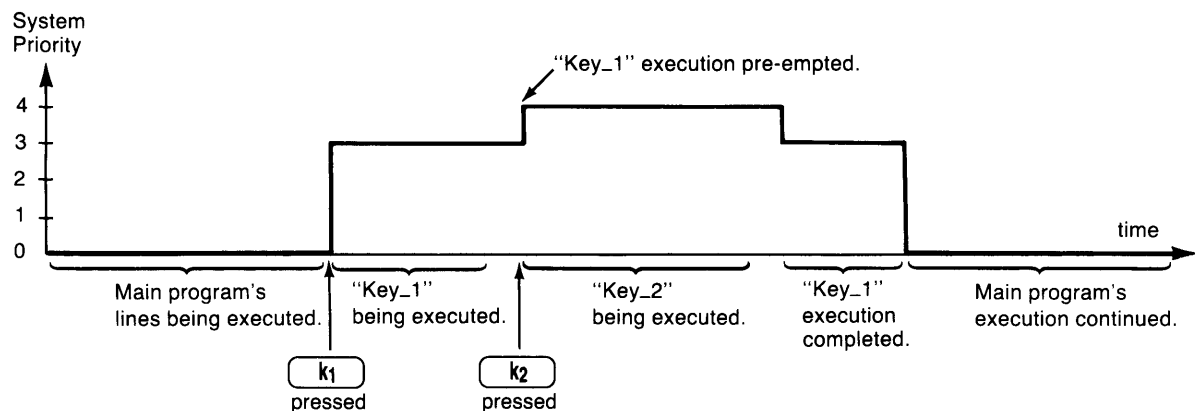 System
Priority
“Key_1” execution pre-empted.
4
3
2
1
0
time
Main program's
lines being executed.
“Key_1”
being executed.
“Key_2”
being executed.
“Key_1”
execution
completed.
Main program's
execution continued.
k1
pressed
k2
pressed